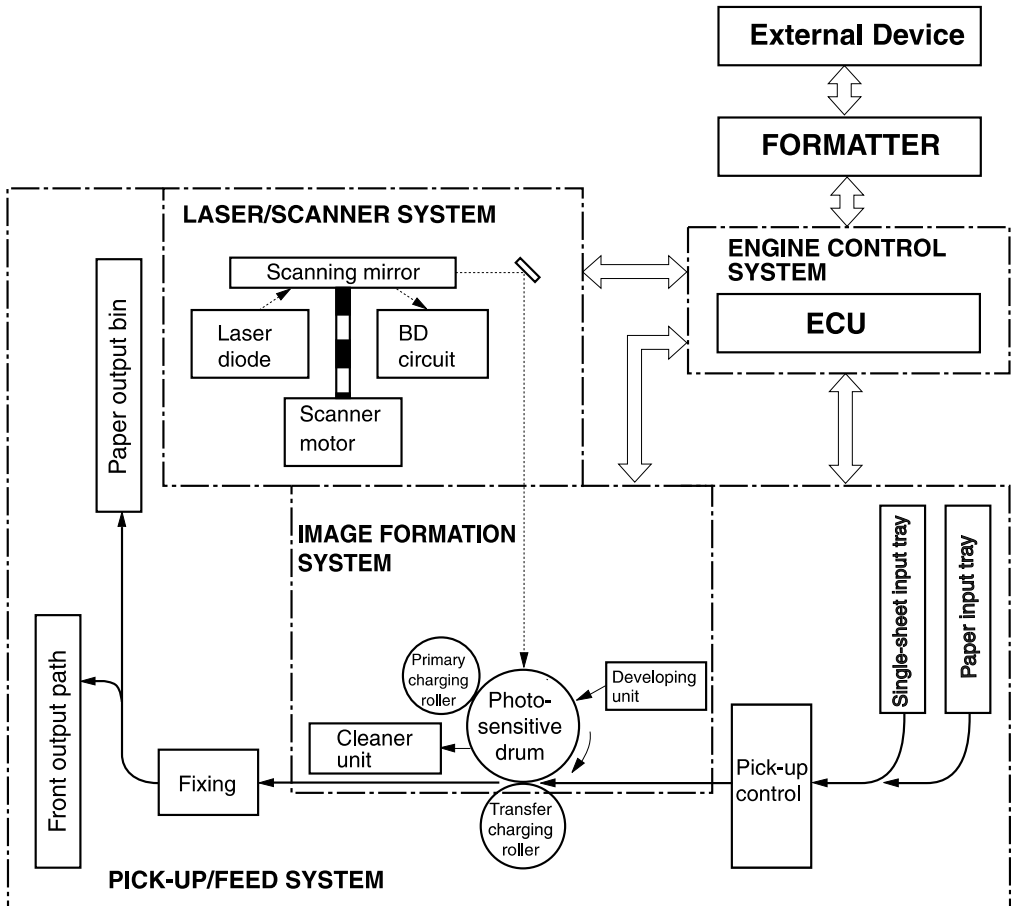 External Device
FORMATTER
LASER/SCANNER SYSTEM
ENGINE CONTROL
SYSTEM
ECU
Scanning mirror
Laser
diode
BD
circuit
Scanner
motor
Paper output bin
IMAGE FORMATION
SYSTEM
Single-sheet input tray
Paper input tray
Primary
charging
roller
Developing
unit
Photo-
sensitive
drum
Cleaner
unit
Front output path
Fixing
Pick-up
control
Transfer
charging
roller
PICK-UP/FEED SYSTEM